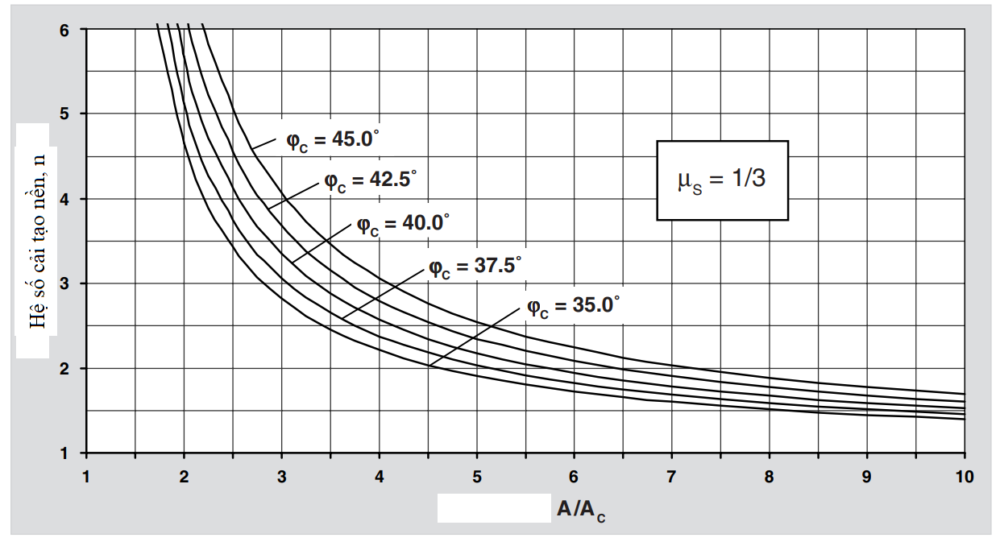 Hệ số cải tạo nền, n
6
5
4
3
2
1
φC = 45.0°
φC = 42.5°
φC = 40.0°
φC = 37.5°
φC = 35.0°
μS = 1/3
1 2 3 4 5 6 7 8 9 10
A/AC